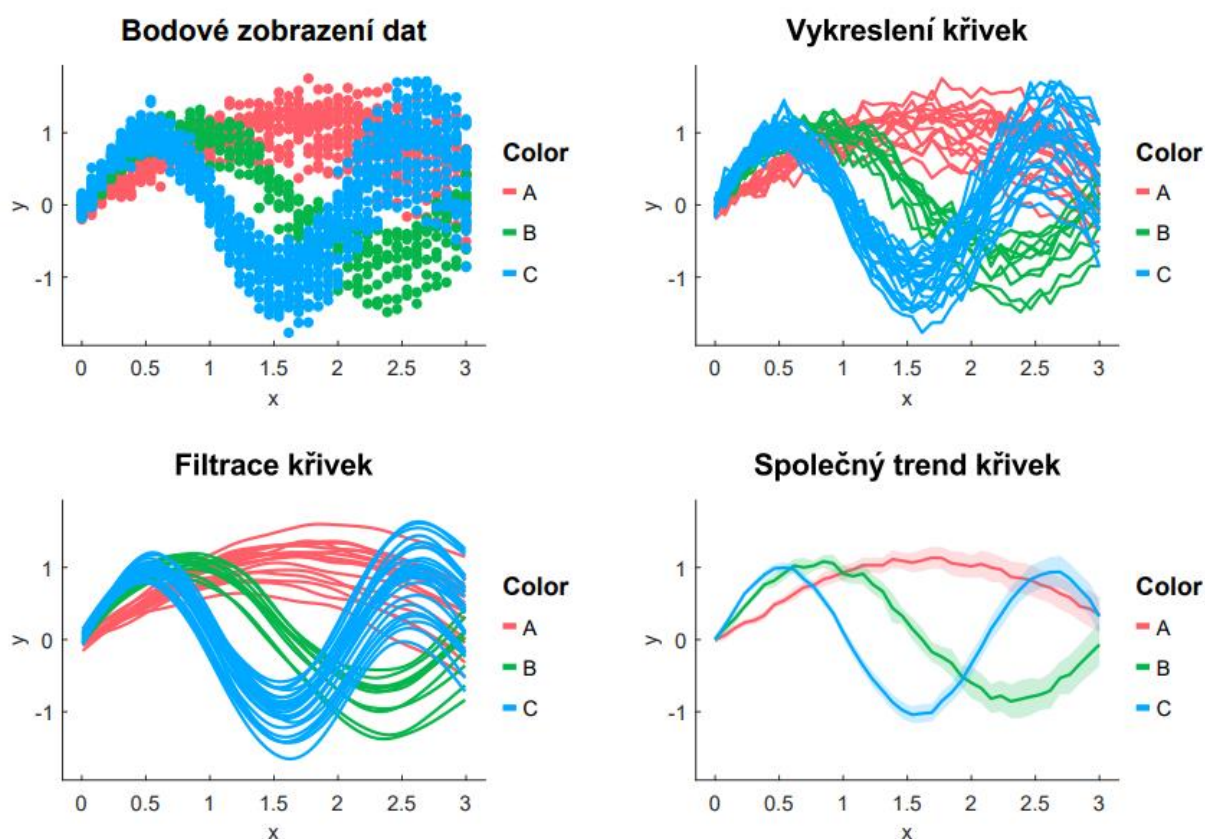 Bodové zobrazení dat
y
1
0
-1
0 0.5 1 1.5 2 2.5 3
x
Color
A
B
C
Vykreslení křivek
y
1
0
-1
0 0.5 1 1.5 2 2.5 3
x
Color
A
B
C
Filtrace křivek
y
1
0
-1
0 0.5 1 1.5 2 2.5 3
x
Color
A
B
C
Společný trend křivek
y
1
0
-1
0 0.5 1 1.5 2 2.5 3
x
Color
A
B
C